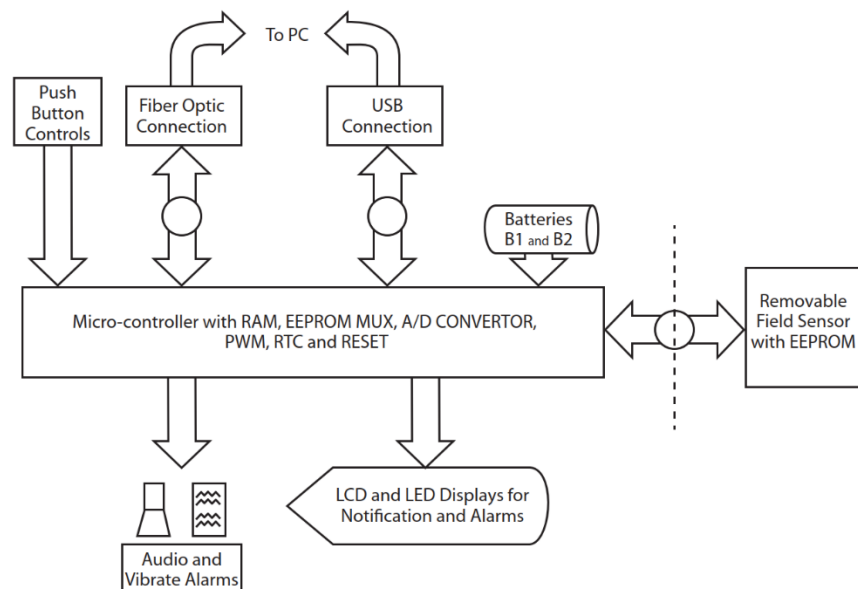 To PC
Push
Button
Controls
Fiber Optic
Connection
USB
Connection
Batteries
B1 and B2
Micro-controller with RAM, EEPROM MUX, A/D CONVERTOR,
PWM, RTC and RESET
Removable
Field Sensor
with EEPROM
LCD and LED Displays for
Notification and Alarms
Audio and
Vibrate Alarms